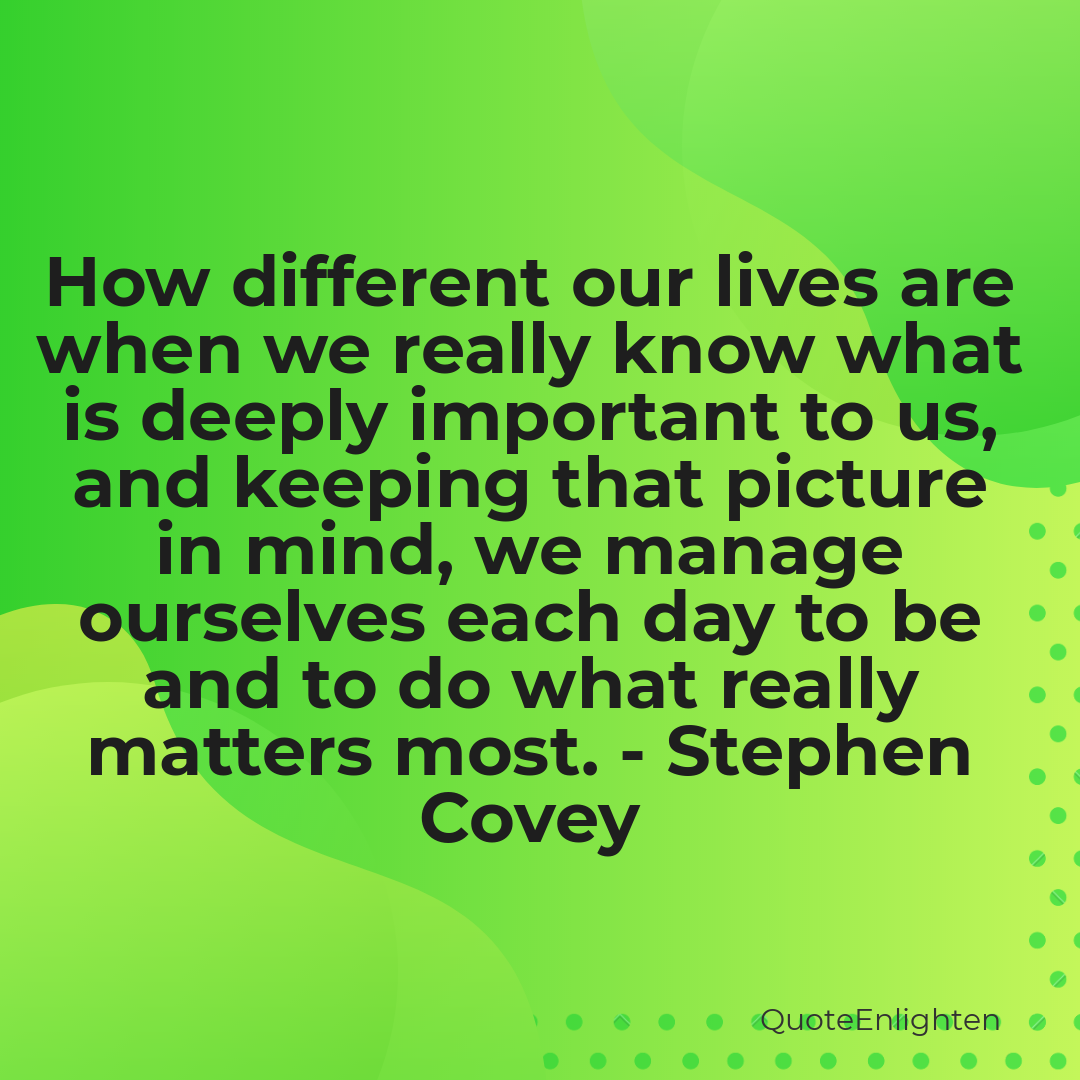 How different our lives are
when we really know what
is deeply important to us,
and keeping that picture
in mind, we manage
ourselves each day to be
and to do what really
matters most. - Stephen
Covey
QuoteEnlighten